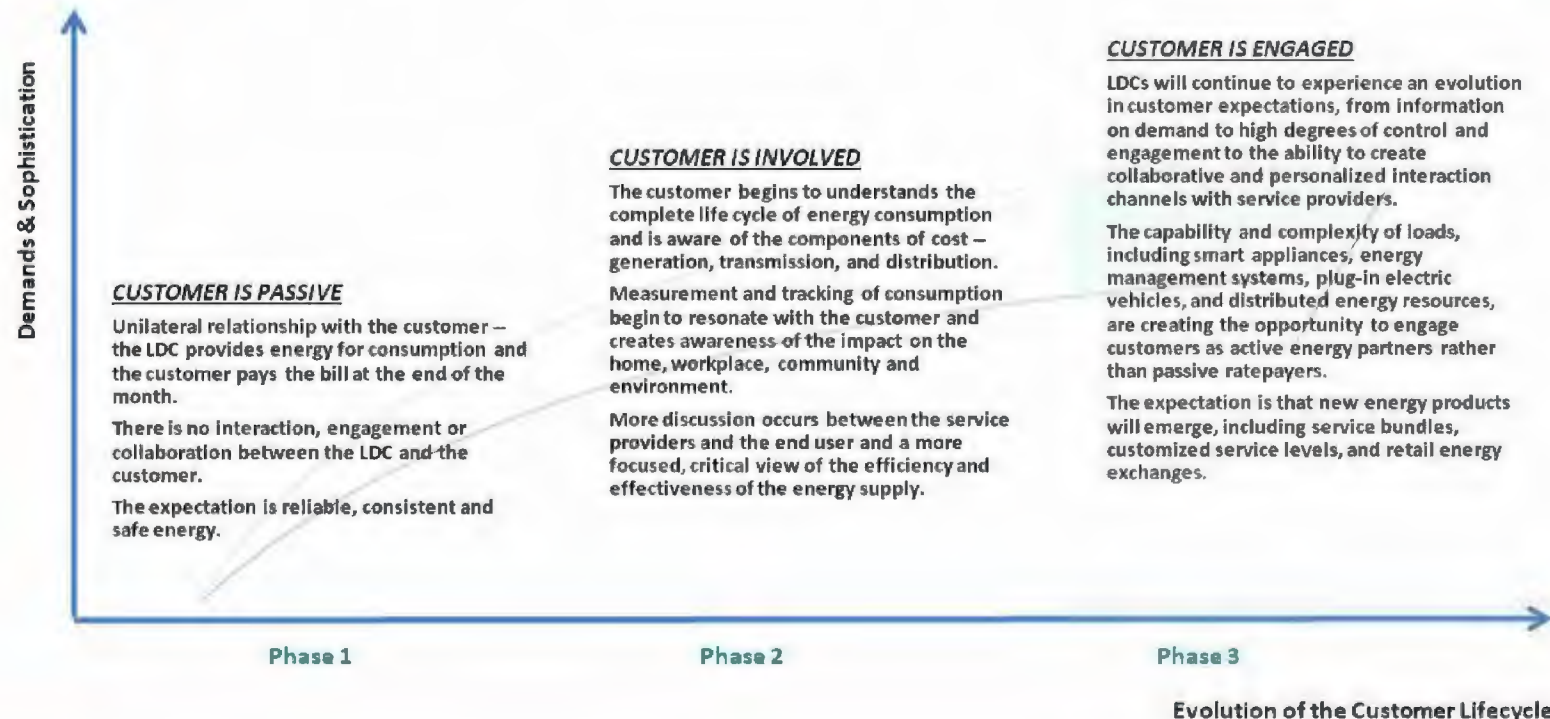 Demands & Sophistication
CUSTOMER IS PASSIVE
Unilateral relationship with the customer –
the LDC provides energy for consumption and
the customer pays the bill at the end of the
month.
There is no interaction, engagement or
collaboration between the LDC and the
customer.
The expectation is reliable, consistent and
safe energy.
CUSTOMER IS INVOLVED
The customer begins to understands the
complete life cycle of energy consumption
and is aware of the components of cost –
generation, transmission, and distribution.
Measurement and tracking of consumption
begin to resonate with the customer and
creates awareness of the impact on the
home, workplace, community and
environment.
More discussion occurs between the service
providers and the end user and a more
focused, critical view of the efficiency and
effectiveness of the energy supply.
CUSTOMER IS ENGAGED
LDCs will continue to experience an evolution
in customer expectations, from information
on demand to high degrees of control and
engagement to the ability to create
collaborative and personalized interaction
channels with service providers.
The capability and complexity of loads,
including smart appliances, energy
management systems, plug-in electric
vehicles, and distributed energy resources,
are creating the opportunity to engage
customers as active energy partners rather
than passive ratepayers.
The expectation is that new energy products
will emerge, including service bundles,
customized service levels, and retail energy
exchanges.
Phase 1
Phase 2
Phase 3
Evolution of the Customer Lifecycle